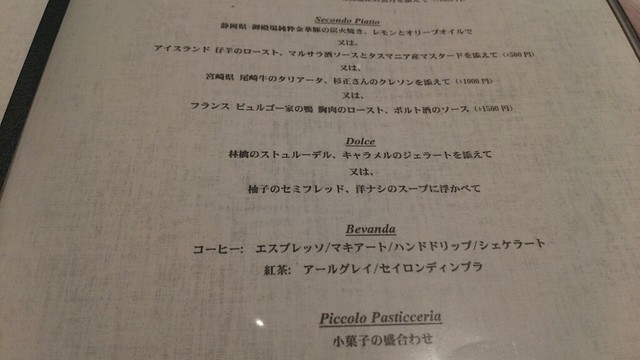 Secondo Piatto
静岡県 御殿場純粋金華豚の炭火焼き、レモンとオリーブオイルで
又は、
アイスランド 仔羊のロースト、マルサラ酒ソースとタスマニア産マスタードを添えて (+500円)
又は、
宮崎県 尾崎牛のタリアータ、杉正さんのクレソンを添えて (+1000円)
又は、
フランス ビュルゴー家の鴨 胸肉のロースト、ポルト酒のソース (+1500円)
Dolce
林檎のストゥルーデル、キャラメルのジェラートを添えて
又は、
柚子のセミフレッド、洋ナシのスープに浮かべて
Bevanda
コーヒー: エスプレッソ/マキアート/ハンドドリップ/シェケラート
紅茶: アールグレイ/セイロンディンブラ
Piccolo Pasticceria
小菓子の盛合わせ